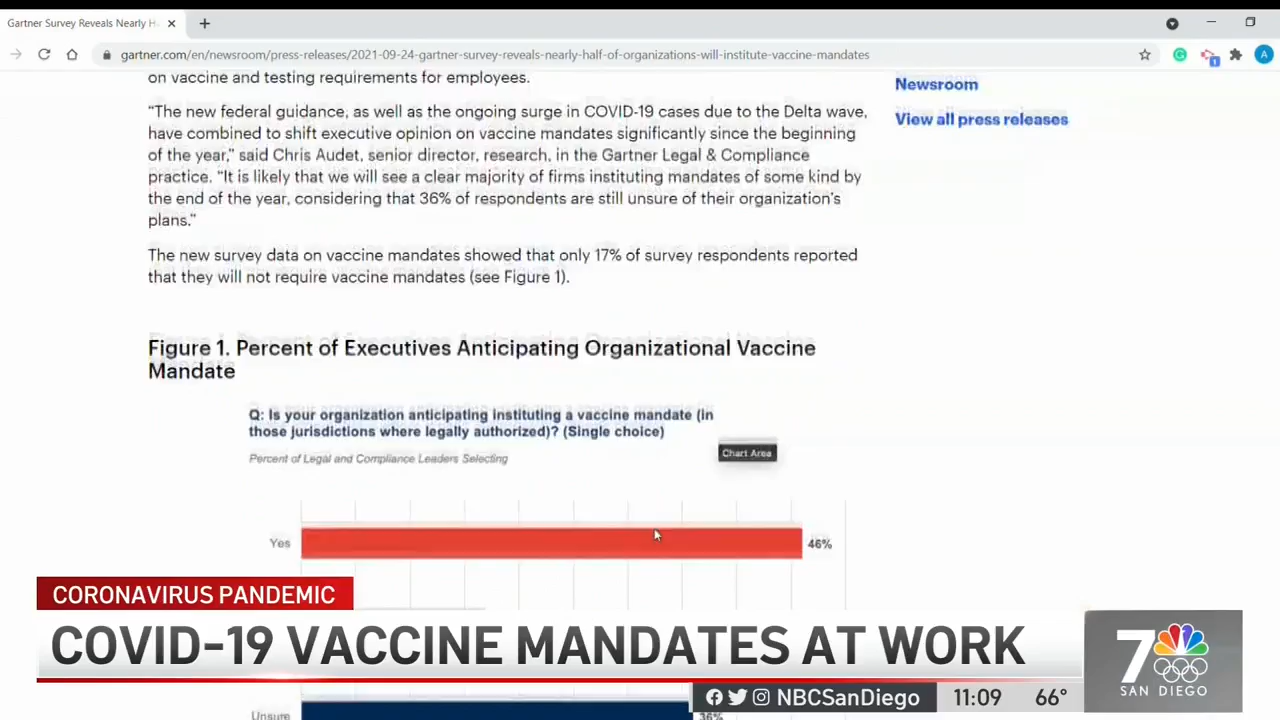 Gartner Survey Reveals Nearly H
gartner.com/en/newsroom/press-releases/2021-09-24-gartner-survey-reveals-nearly-half-of-organizations-will-institute-vaccine-mandates
A
on vaccine and testing requirements for employees.
Newsroom
View all press releases
“The new federal guidance, as well as the ongoing surge in COVID-19 cases due to the Delta wave,
have combined to shift executive opinion on vaccine mandates significantly since the beginning
of the year,” said Chris Audet, senior director, research, in the Gartner Legal & Compliance
practice. “It is likely that we will see a clear majority of firms instituting mandates of some kind by
the end of the year, considering that 36% of respondents are still unsure of their organization’s
plans.”
The new survey data on vaccine mandates showed that only 17% of survey respondents reported
that they will not require vaccine mandates (see Figure 1).
Figure 1. Percent of Executives Anticipating Organizational Vaccine
Mandate
Q: Is your organization anticipating instituting a vaccine mandate (in
those jurisdictions where legally authorized)? (Single choice)
Percent of Legal and Compliance Leaders Selecting
Chart Area
Yes
46%
CORONAVIRUS PANDEMIC
COVID-19 VACCINE MANDATES AT WORK
7
SAN DIEGO
NBCSanDiego
11:09
66°
Unsure
36%